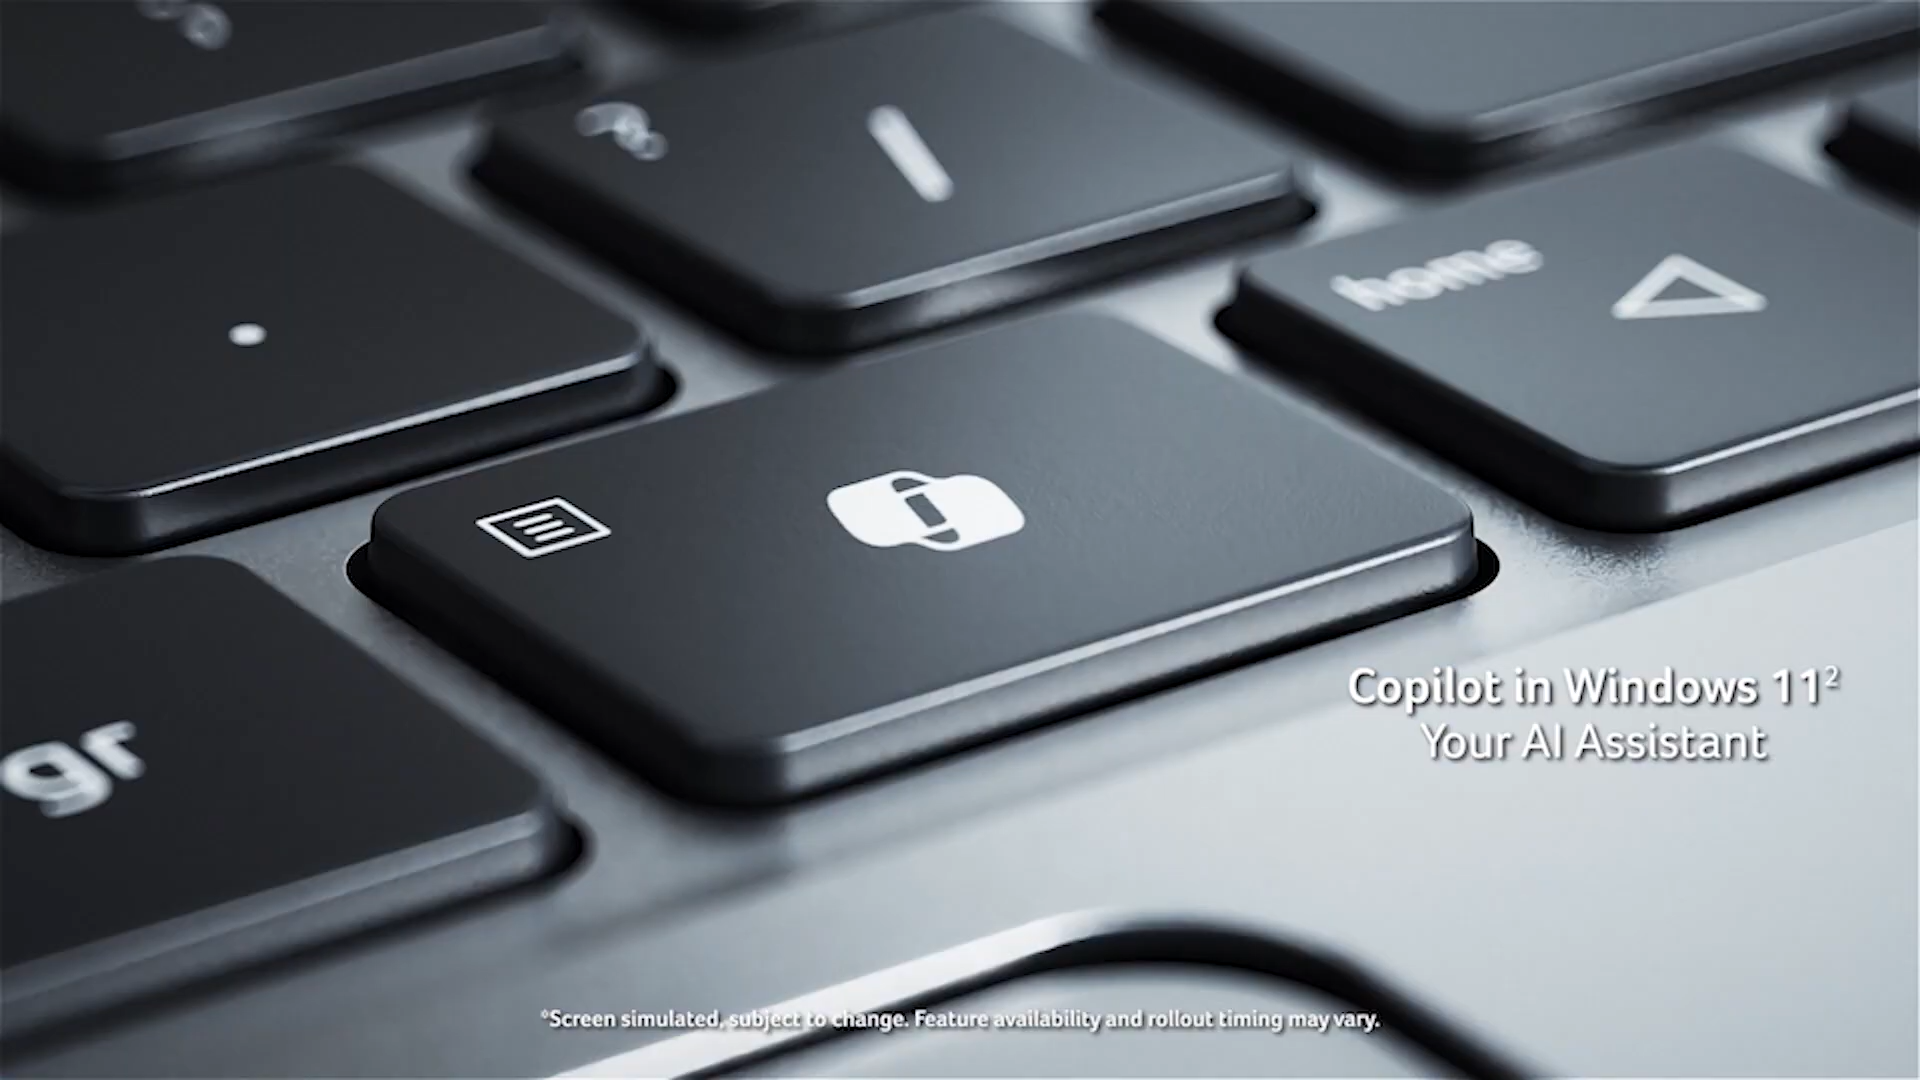 home
gr
Copilot in Windows 11²
Your AI Assistant
*Screen simulated, subject to change. Feature availability and rollout timing may vary.